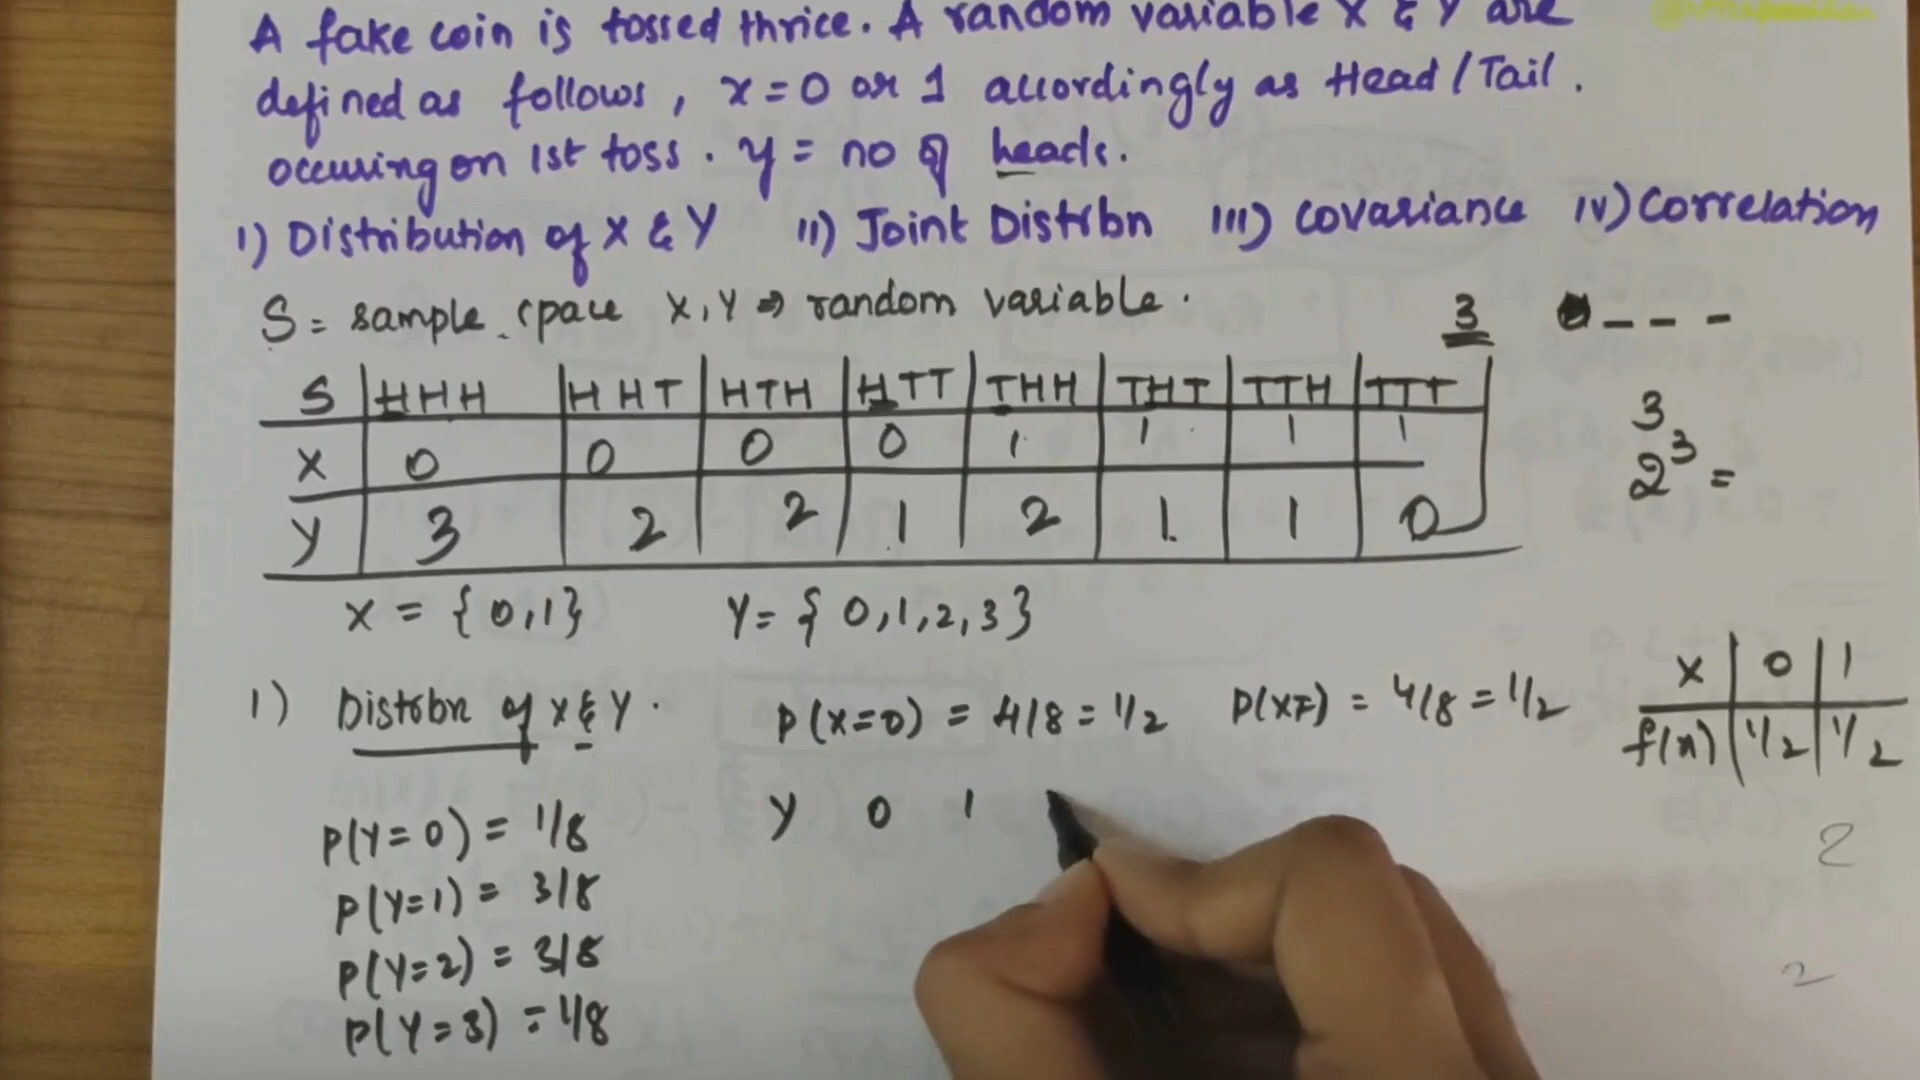 A fake coin is tossed thrice. A random variable X & Y are
defined as follows, x=0 or 1 accordingly as Head/Tail.
occuring on 1st toss. y = no of heads.
1) Distribution of X & Y II) Joint Distrbn III) Covariance IV) Correlation
S = sample space X, Y ⇒ random variable.
3 _ _ _
S HHH HHT HTH HTT THH THT TTH TTT
X 0 0 0 0 1 1 1 1
Y 3 2 2 1 2 1 1 0
3
2³ =
X = {0,1} Y = {0,1,2,3}
1) Distrbn of X & Y. P(X=0) = 4/8 = 1/2 P(X=) = 4/8 = 1/2
X 0 1
f(x) 1/2 1/2
P(Y=0) = 1/8
P(Y=1) = 3/8
P(Y=2) = 3/8
P(Y=3) = 1/8
Y 0 1
2
2